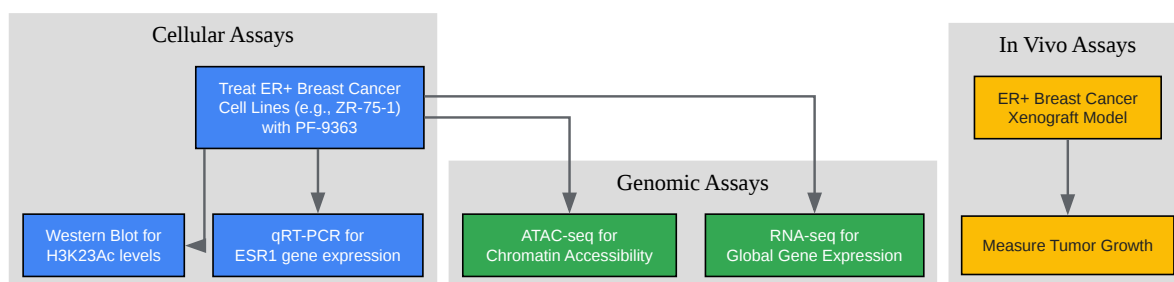 Cellular Assays
Treat ER+ Breast Cancer
Cell Lines (e.g., ZR-75-1)
with PF-9363
Western Blot for
H3K23Ac levels
qRT-PCR for
ESR1 gene expression
Genomic Assays
ATAC-seq for
Chromatin Accessibility
RNA-seq for
Global Gene Expression
In Vivo Assays
ER+ Breast Cancer
Xenograft Model
Measure Tumor Growth